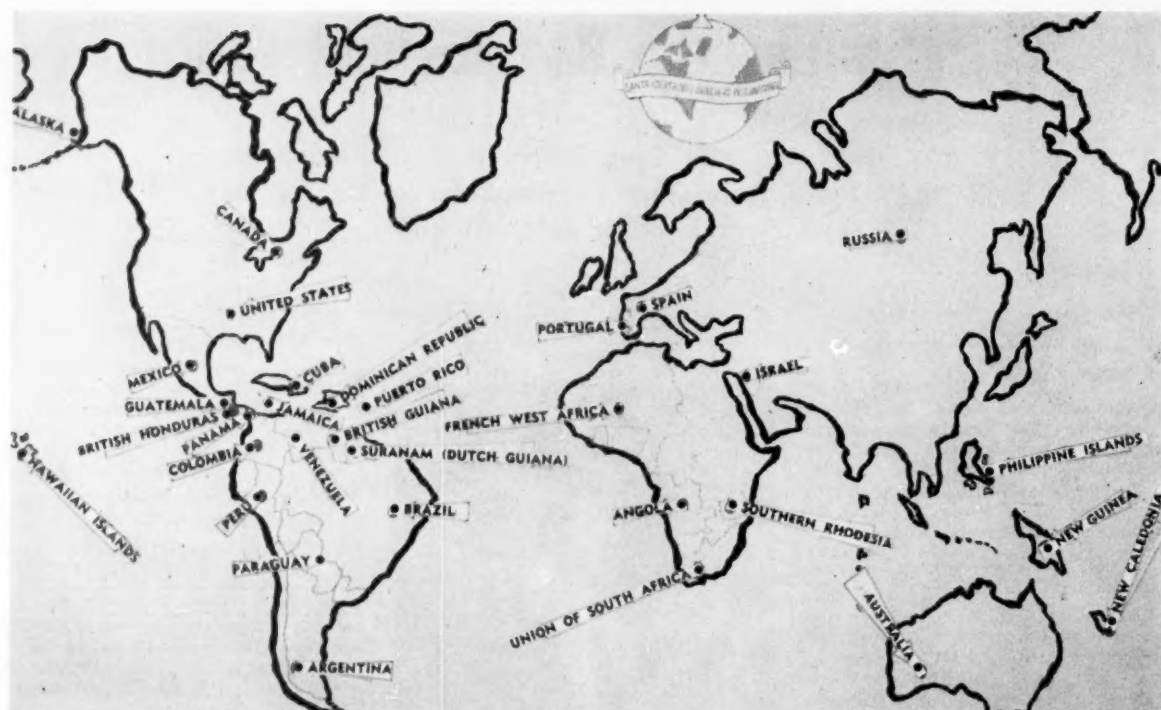 ALASKA
CANADA
UNITED STATES
MEXICO
GUATEMALA
BRITISH HONDURAS
PANAMA
COLOMBIA
CUBA
JAMAICA
DOMINICAN REPUBLIC
PUERTO RICO
BRITISH GUIANA
SURANAM (DUTCH GUIANA)
VENEZUELA
HAWAIIAN ISLANDS
PERU
BRAZIL
PARAGUAY
ARGENTINA
RUSSIA
SPAIN
PORTUGAL
ISRAEL
FRENCH WEST AFRICA
ANGOLA
SOUTHERN RHODESIA
UNION OF SOUTH AFRICA
PHILIPPINE ISLANDS
NEW GUINEA
NEW CALEDONIA
AUSTRALIA